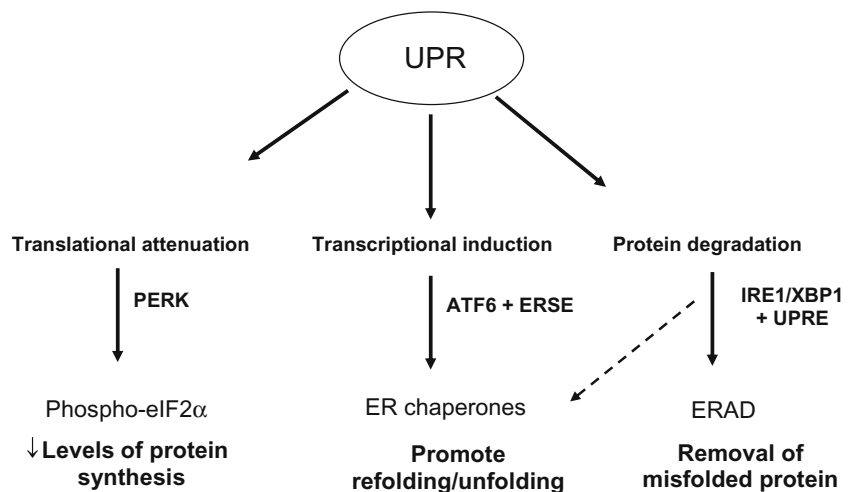 UPR
Translational attenuation
Transcriptional induction
Protein degradation
PERK
ATF6 + ERSE
IRE1/XBP1
+ UPRE
Phospho-eIF2α
↓Levels of protein
synthesis
ER chaperones
Promote
refolding/unfolding
ERAD
Removal of
misfolded protein